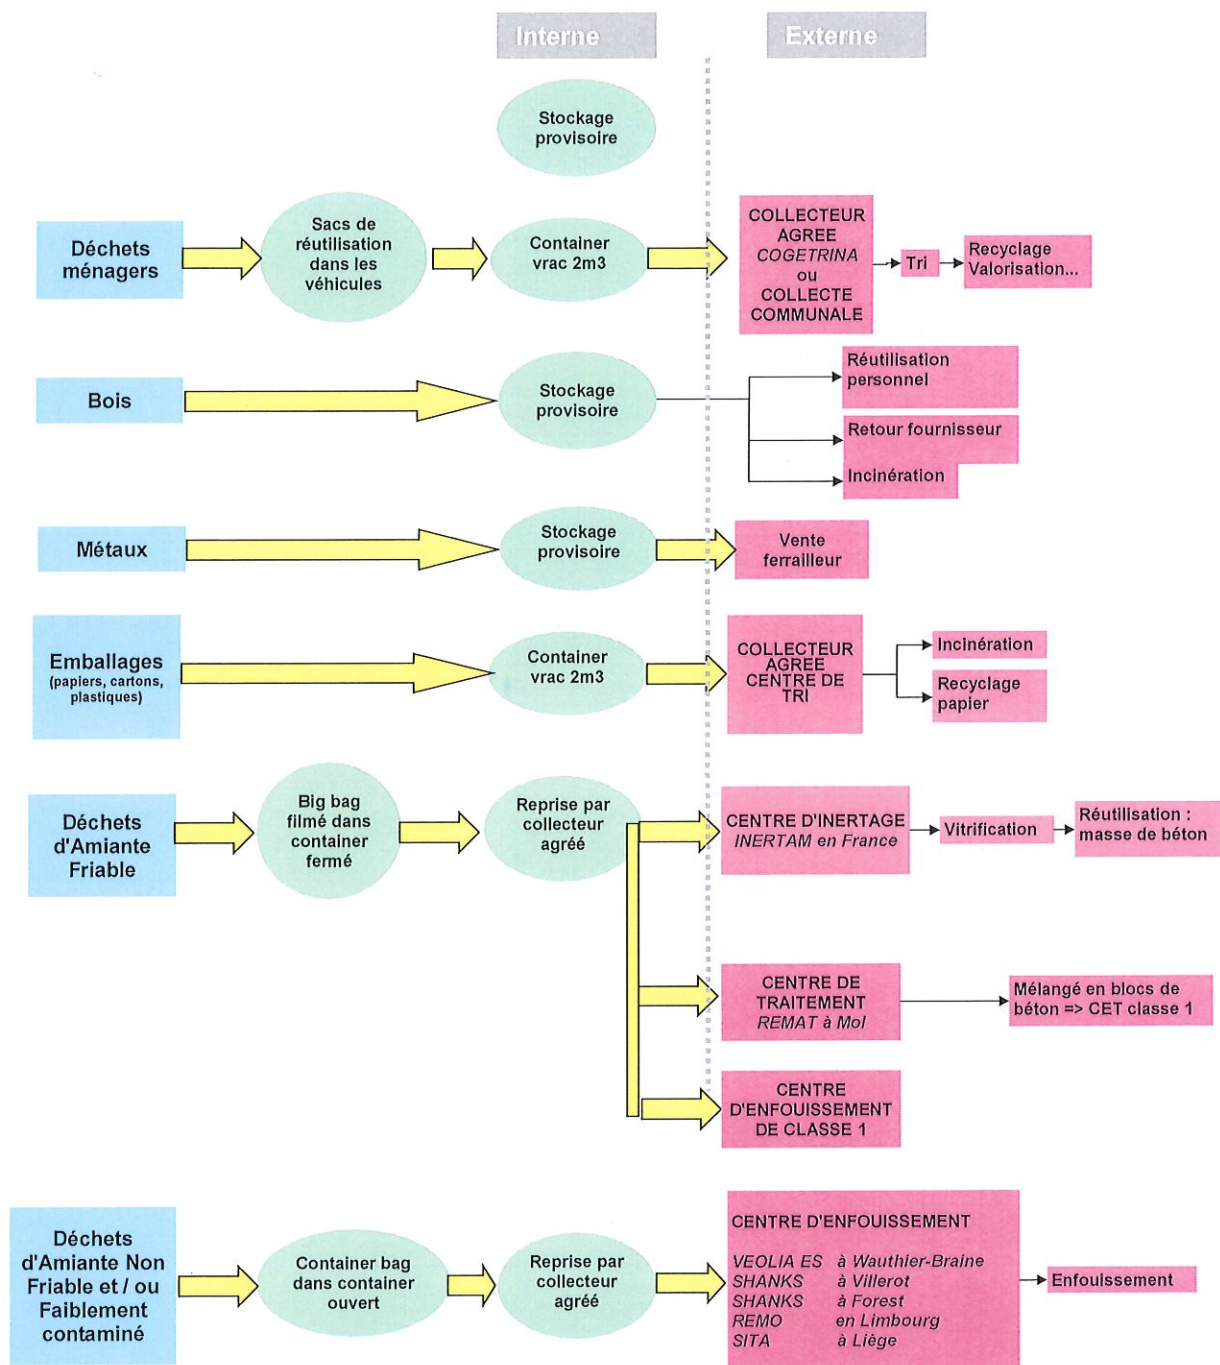 Interne
Externe
Stockage
provisoire
Déchets
ménagers
Sacs de
réutilisation
dans les
véhicules
Container
vrac 2m3
COLLECTEUR
AGREE
COGETRINA
ou
COLLECTE
COMMUNALE
Tri
Recyclage
Valorisation...
Bois
Stockage
provisoire
Réutilisation
personnel
Retour fournisseur
Incinération
Métaux
Stockage
provisoire
Vente
ferrailleur
Emballages
(papiers, cartons,
plastiques)
Container
vrac 2m3
COLLECTEUR
AGREE
CENTRE DE
TRI
Incinération
Recyclage
papier
Déchets
d'Amiante
Friable
Big bag
filmé dans
container
fermé
Reprise par
collecteur
agréé
CENTRE D'INERTAGE
INERTAM en France
Vitrification
Réutilisation :
masse de béton
CENTRE DE
TRAITEMENT
REMAT à Mol
Mélangé en blocs de
béton => CET classe 1
CENTRE
D'ENFOUISSEMENT
DE CLASSE 1
Déchets
d'Amiante Non
Friable et / ou
Faiblement
contaminé
Container bag
dans container
ouvert
Reprise par
collecteur
agréé
CENTRE D'ENFOUISSEMENT
VEOLIA ES à Wauthier-Braine
SHANKS à Villerot
SHANKS à Forest
REMO en Limbourg
SITA à Liège
Enfouissement